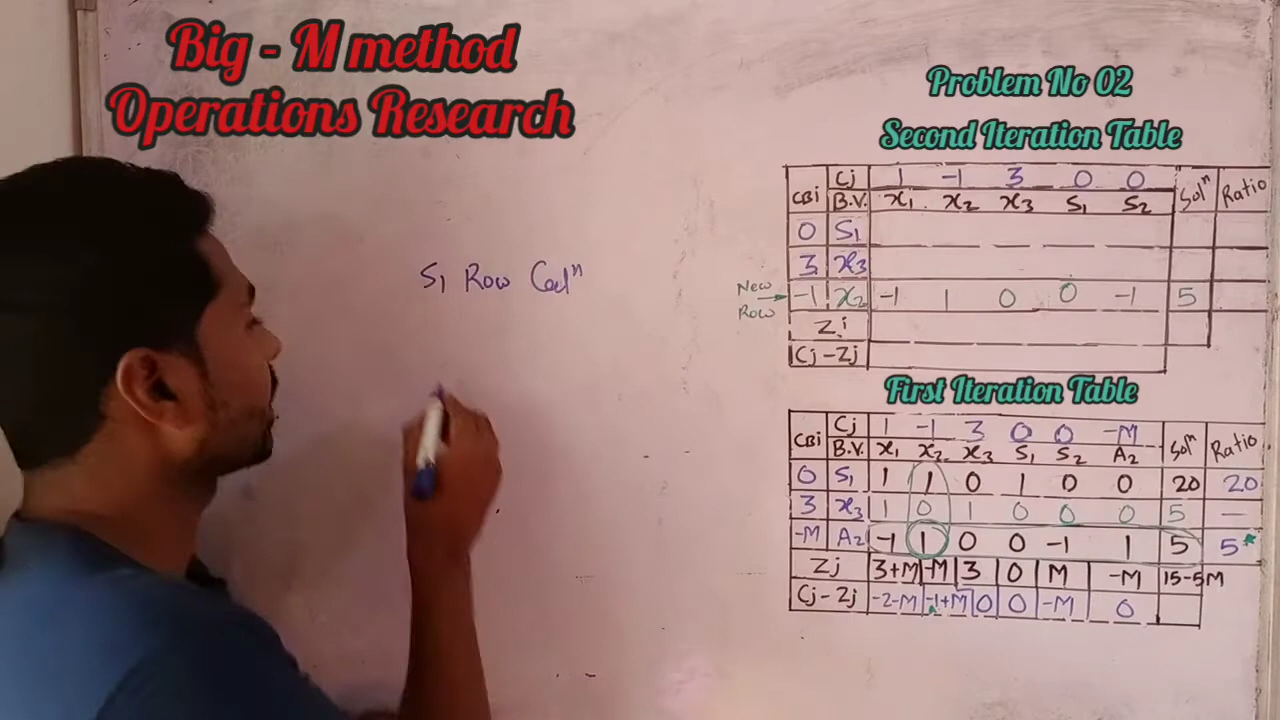 Big - M method
Operations Research
Problem No 02
Second Iteration Table
CBi Cj 1 -1 3 0 0 Solⁿ Ratio
B.V. x₁ x₂ x₃ S₁ S₂
0 S₁
3 x₃
New Row → -1 x₂ -1 1 0 0 -1 5
Zj
Cj - Zj
S₁ Row Calⁿ
First Iteration Table
CBi Cj 1 -1 3 0 0 -M Solⁿ Ratio
B.V. x₁ x₂ x₃ S₁ S₂ A₂
0 S₁ 1 1 0 1 0 0 20 20
3 x₃ 1 0 1 0 0 0 5 —
-M A₂ -1 1 0 0 -1 1 5 5*
Zj 3+M -M 3 0 M -M 15-5M
Cj - Zj -2-M -1+M 0 0 -M 0